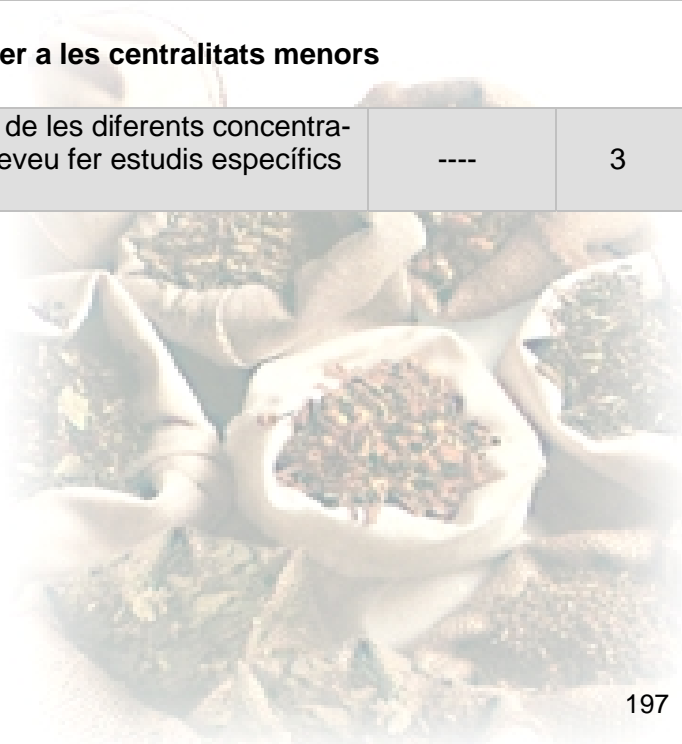 er a les centralitats menors
de les diferents concentra-
eveu fer estudis específics
----
3
197